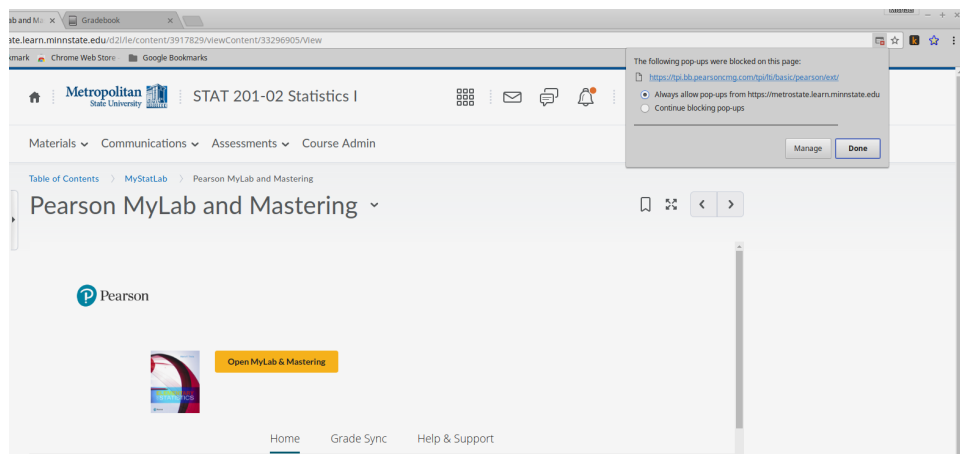 ab and Ma × Gradebook ×
ate.learn.minnstate.edu/d2l/le/content/3917829/viewContent/33296905/View
kmark Chrome Web Store Google Bookmarks
The following pop-ups were blocked on this page:
https://tpi.bb.pearsoncmg.com/tpi/lti/basic/pearson/ext/
Always allow pop-ups from https://metrostate.learn.minnstate.edu
Continue blocking pop-ups
Manage Done
Metropolitan
State University
STAT 201-02 Statistics I
Materials Communications Assessments Course Admin
Table of Contents > MyStatLab > Pearson MyLab and Mastering
Pearson MyLab and Mastering
Pearson
Open MyLab & Mastering
STATISTICS
Home Grade Sync Help & Support